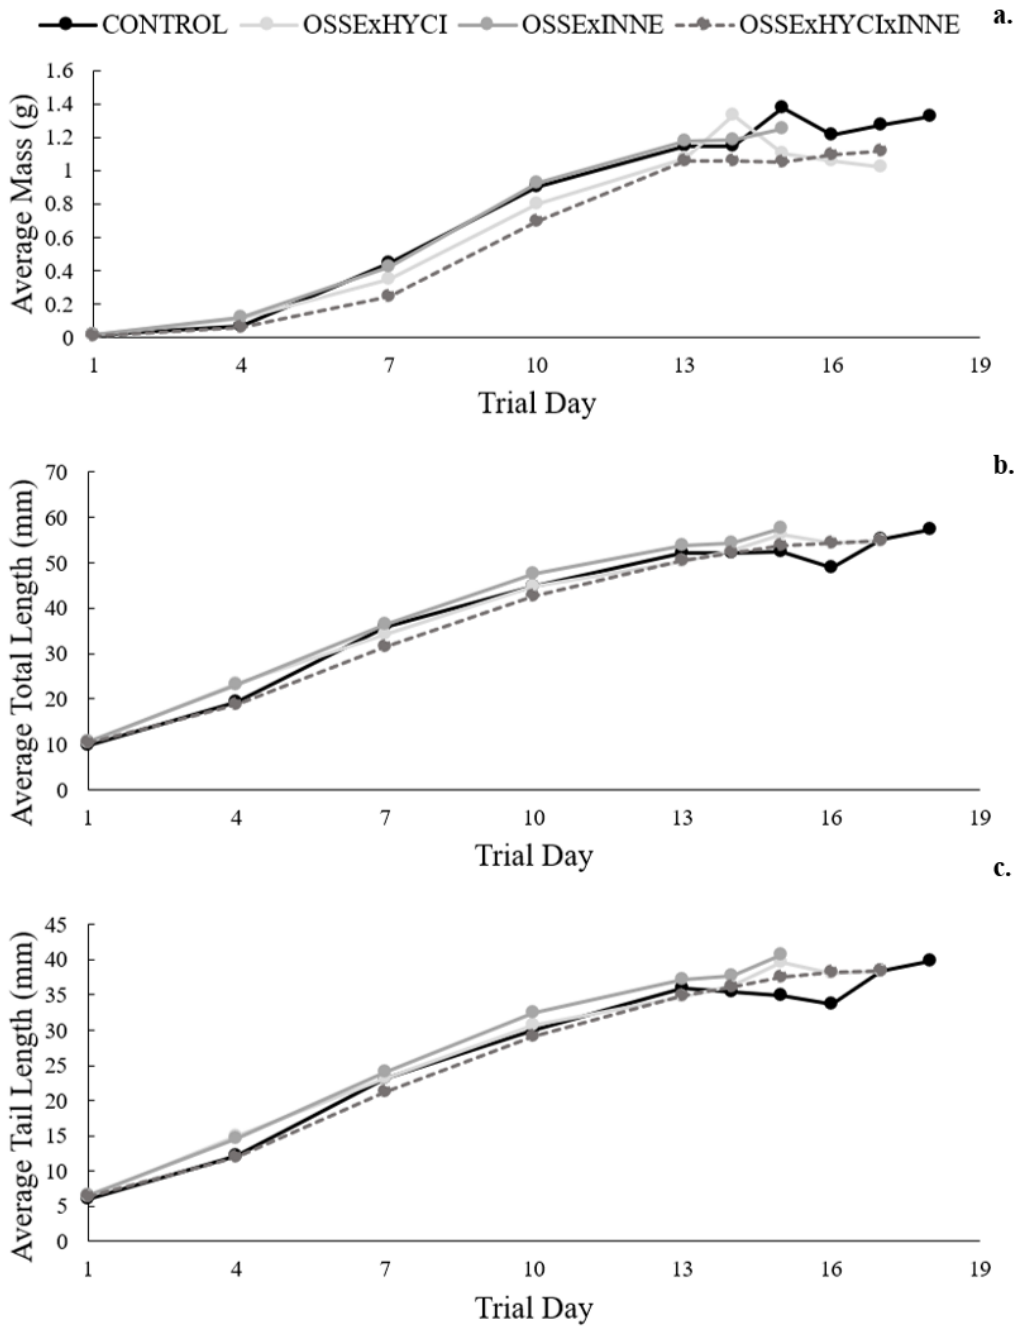 CONTROL OSSExHYCI OSSExINNE OSSExHYCIxINNE
a.
1.6
1.4
1.2
1
0.8
0.6
0.4
0.2
0
Average Mass (g)
1 4 7 10 13 16 19
Trial Day
b.
70
60
50
40
30
20
10
0
Average Total Length (mm)
1 4 7 10 13 16 19
Trial Day
c.
45
40
35
30
25
20
15
10
5
0
Average Tail Length (mm)
1 4 7 10 13 16 19
Trial Day